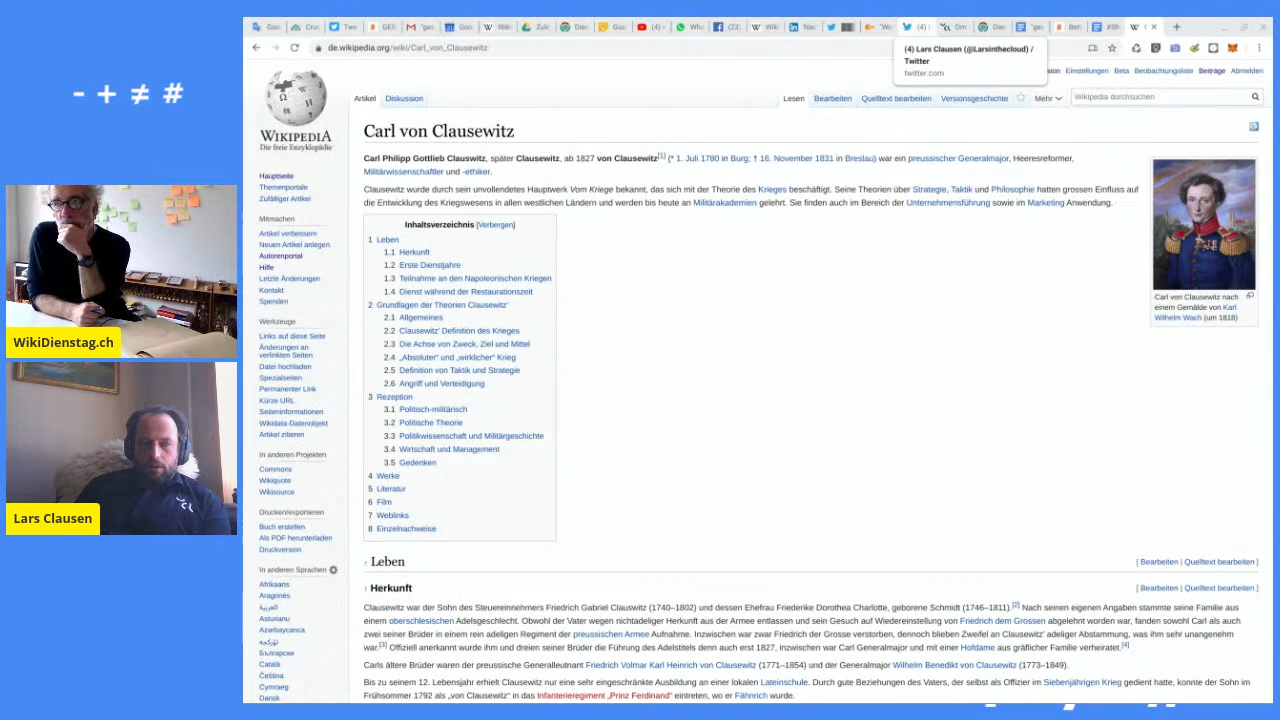 - + ≠ #
WikiDienstag.ch
Lars Clausen
de.wikipedia.org/wiki/Carl_von_Clausewitz
(4) Lars Clausen (@Larsinthecloud) /
Twitter
twitter.com
Einstellungen Beta Beobachtungsliste Beiträge Abmelden
Artikel Diskussion
Lesen Bearbeiten Quelltext bearbeiten Versionsgeschichte Mehr
Wikipedia durchsuchen
WIKIPEDIA
Die freie Enzyklopädie
Hauptseite
Themenportale
Zufälliger Artikel
Mitmachen
Artikel verbessern
Neuen Artikel anlegen
Autorenportal
Hilfe
Letzte Änderungen
Kontakt
Spenden
Werkzeuge
Links auf diese Seite
Änderungen an
verlinkten Seiten
Datei hochladen
Spezialseiten
Permanenter Link
Kürze URL
Seiteninformationen
Wikidata-Datenobjekt
Artikel zitieren
In anderen Projekten
Commons
Wikiquote
Wikisource
Drucken/exportieren
Buch erstellen
Als PDF herunterladen
Druckversion
In anderen Sprachen
Afrikaans
Aragonés
العربية
Asturianu
Azərbaycanca
تۆرکجه
Български
Català
Čeština
Cymraeg
Dansk
Carl von Clausewitz
Carl Philipp Gottlieb Clauswitz, später Clausewitz, ab 1827 von Clausewitz[1] (* 1. Juli 1780 in Burg; † 16. November 1831 in Breslau) war ein preussischer Generalmajor, Heeresreformer,
Militärwissenschaftler und -ethiker.
Clausewitz wurde durch sein unvollendetes Hauptwerk Vom Kriege bekannt, das sich mit der Theorie des Krieges beschäftigt. Seine Theorien über Strategie, Taktik und Philosophie hatten grossen Einfluss auf
die Entwicklung des Kriegswesens in allen westlichen Ländern und werden bis heute an Militärakademien gelehrt. Sie finden auch im Bereich der Unternehmensführung sowie im Marketing Anwendung.
Inhaltsverzeichnis [Verbergen]
1 Leben
1.1 Herkunft
1.2 Erste Dienstjahre
1.3 Teilnahme an den Napoleonischen Kriegen
1.4 Dienst während der Restaurationszeit
2 Grundlagen der Theorien Clausewitz'
2.1 Allgemeines
2.2 Clausewitz' Definition des Krieges
2.3 Die Achse von Zweck, Ziel und Mittel
2.4 „Absoluter“ und „wirklicher“ Krieg
2.5 Definition von Taktik und Strategie
2.6 Angriff und Verteidigung
3 Rezeption
3.1 Politisch-militärisch
3.2 Politische Theorie
3.3 Politikwissenschaft und Militärgeschichte
3.4 Wirtschaft und Management
3.5 Gedenken
4 Werke
5 Literatur
6 Film
7 Weblinks
8 Einzelnachweise
Carl von Clausewitz nach
einem Gemälde von Karl
Wilhelm Wach (um 1818)
↑ Leben [ Bearbeiten | Quelltext bearbeiten ]
↑ Herkunft [ Bearbeiten | Quelltext bearbeiten ]
Clausewitz war der Sohn des Steuereinnehmers Friedrich Gabriel Clauswitz (1740–1802) und dessen Ehefrau Friederike Dorothea Charlotte, geborene Schmidt (1746–1811).[2] Nach seinen eigenen Angaben stammte seine Familie aus
einem oberschlesischen Adelsgeschlecht. Obwohl der Vater wegen nichtadeliger Herkunft aus der Armee entlassen und sein Gesuch auf Wiedereinstellung von Friedrich dem Grossen abgelehnt worden war, fanden sowohl Carl als auch
zwei seiner Brüder in einem rein adeligen Regiment der preussischen Armee Aufnahme. Inzwischen war zwar Friedrich der Grosse verstorben, dennoch blieben Zweifel an Clausewitz' adeliger Abstammung, was ihm sehr unangenehm
war.[3] Offiziell anerkannt wurde ihm und dreien seiner Brüder die Führung des Adelstitels denn auch erst 1827, inzwischen war Carl Generalmajor und mit einer Hofdame aus gräflicher Familie verheiratet.[4]
Carls ältere Brüder waren der preussische Generalleutnant Friedrich Volmar Karl Heinrich von Clausewitz (1771–1854) und der Generalmajor Wilhelm Benedikt von Clausewitz (1773–1849).
Bis zu seinem 12. Lebensjahr erhielt Clausewitz nur eine sehr eingeschränkte Ausbildung an einer lokalen Lateinschule. Durch gute Beziehungen des Vaters, der selbst als Offizier im Siebenjährigen Krieg gedient hatte, konnte der Sohn im
Frühsommer 1792 als „von Clausewitz“ in das Infanterieregiment „Prinz Ferdinand“ eintreten, wo er Fähnrich wurde.